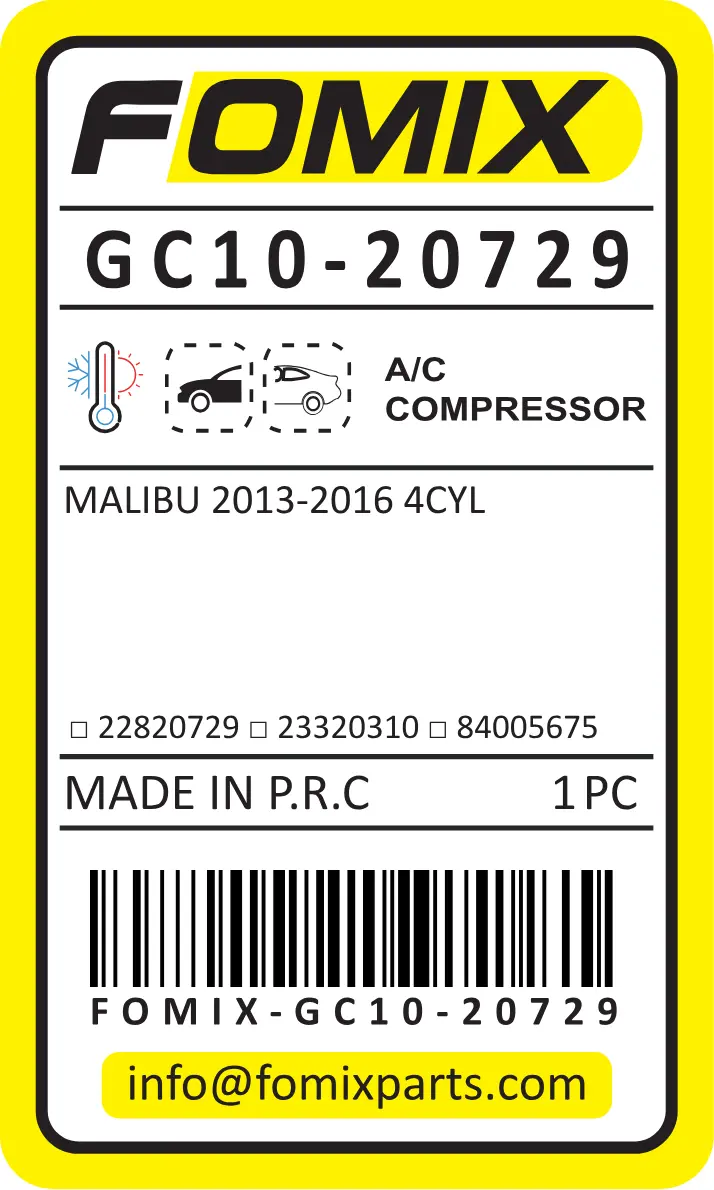 FOMIX
GC10-20729
A/C
COMPRESSOR
MALIBU 2013-2016 4CYL
□ 22820729 □ 23320310 □ 84005675
MADE IN P.R.C 1PC
FOMIX-GC10-20729
info@fomixparts.com